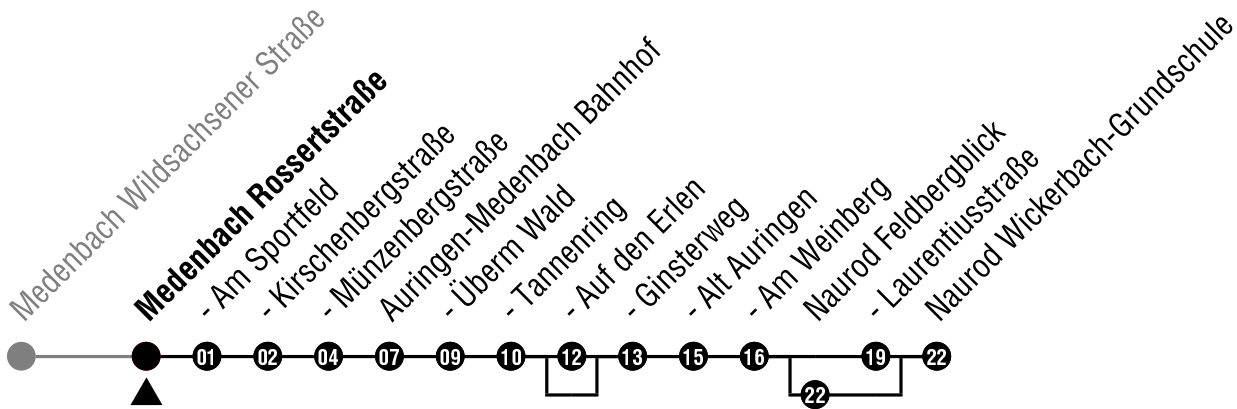 Medenbach Wildsachsener Straße
Medenbach Rossertstraße
- Am Sportfeld
- Kirschenbergstraße
- Münzenbergstraße
Auringen-Medenbach Bahnhof
- Überm Wald
- Tannenring
- Auf den Erlen
- Ginsterweg
- Alt Auringen
- Am Weinberg
Naurod Feldbergblick
- Laurentiusstraße
Naurod Wickerbach-Grundschule
01 02 04 07 09 10 12 13 15 16 19 22
22